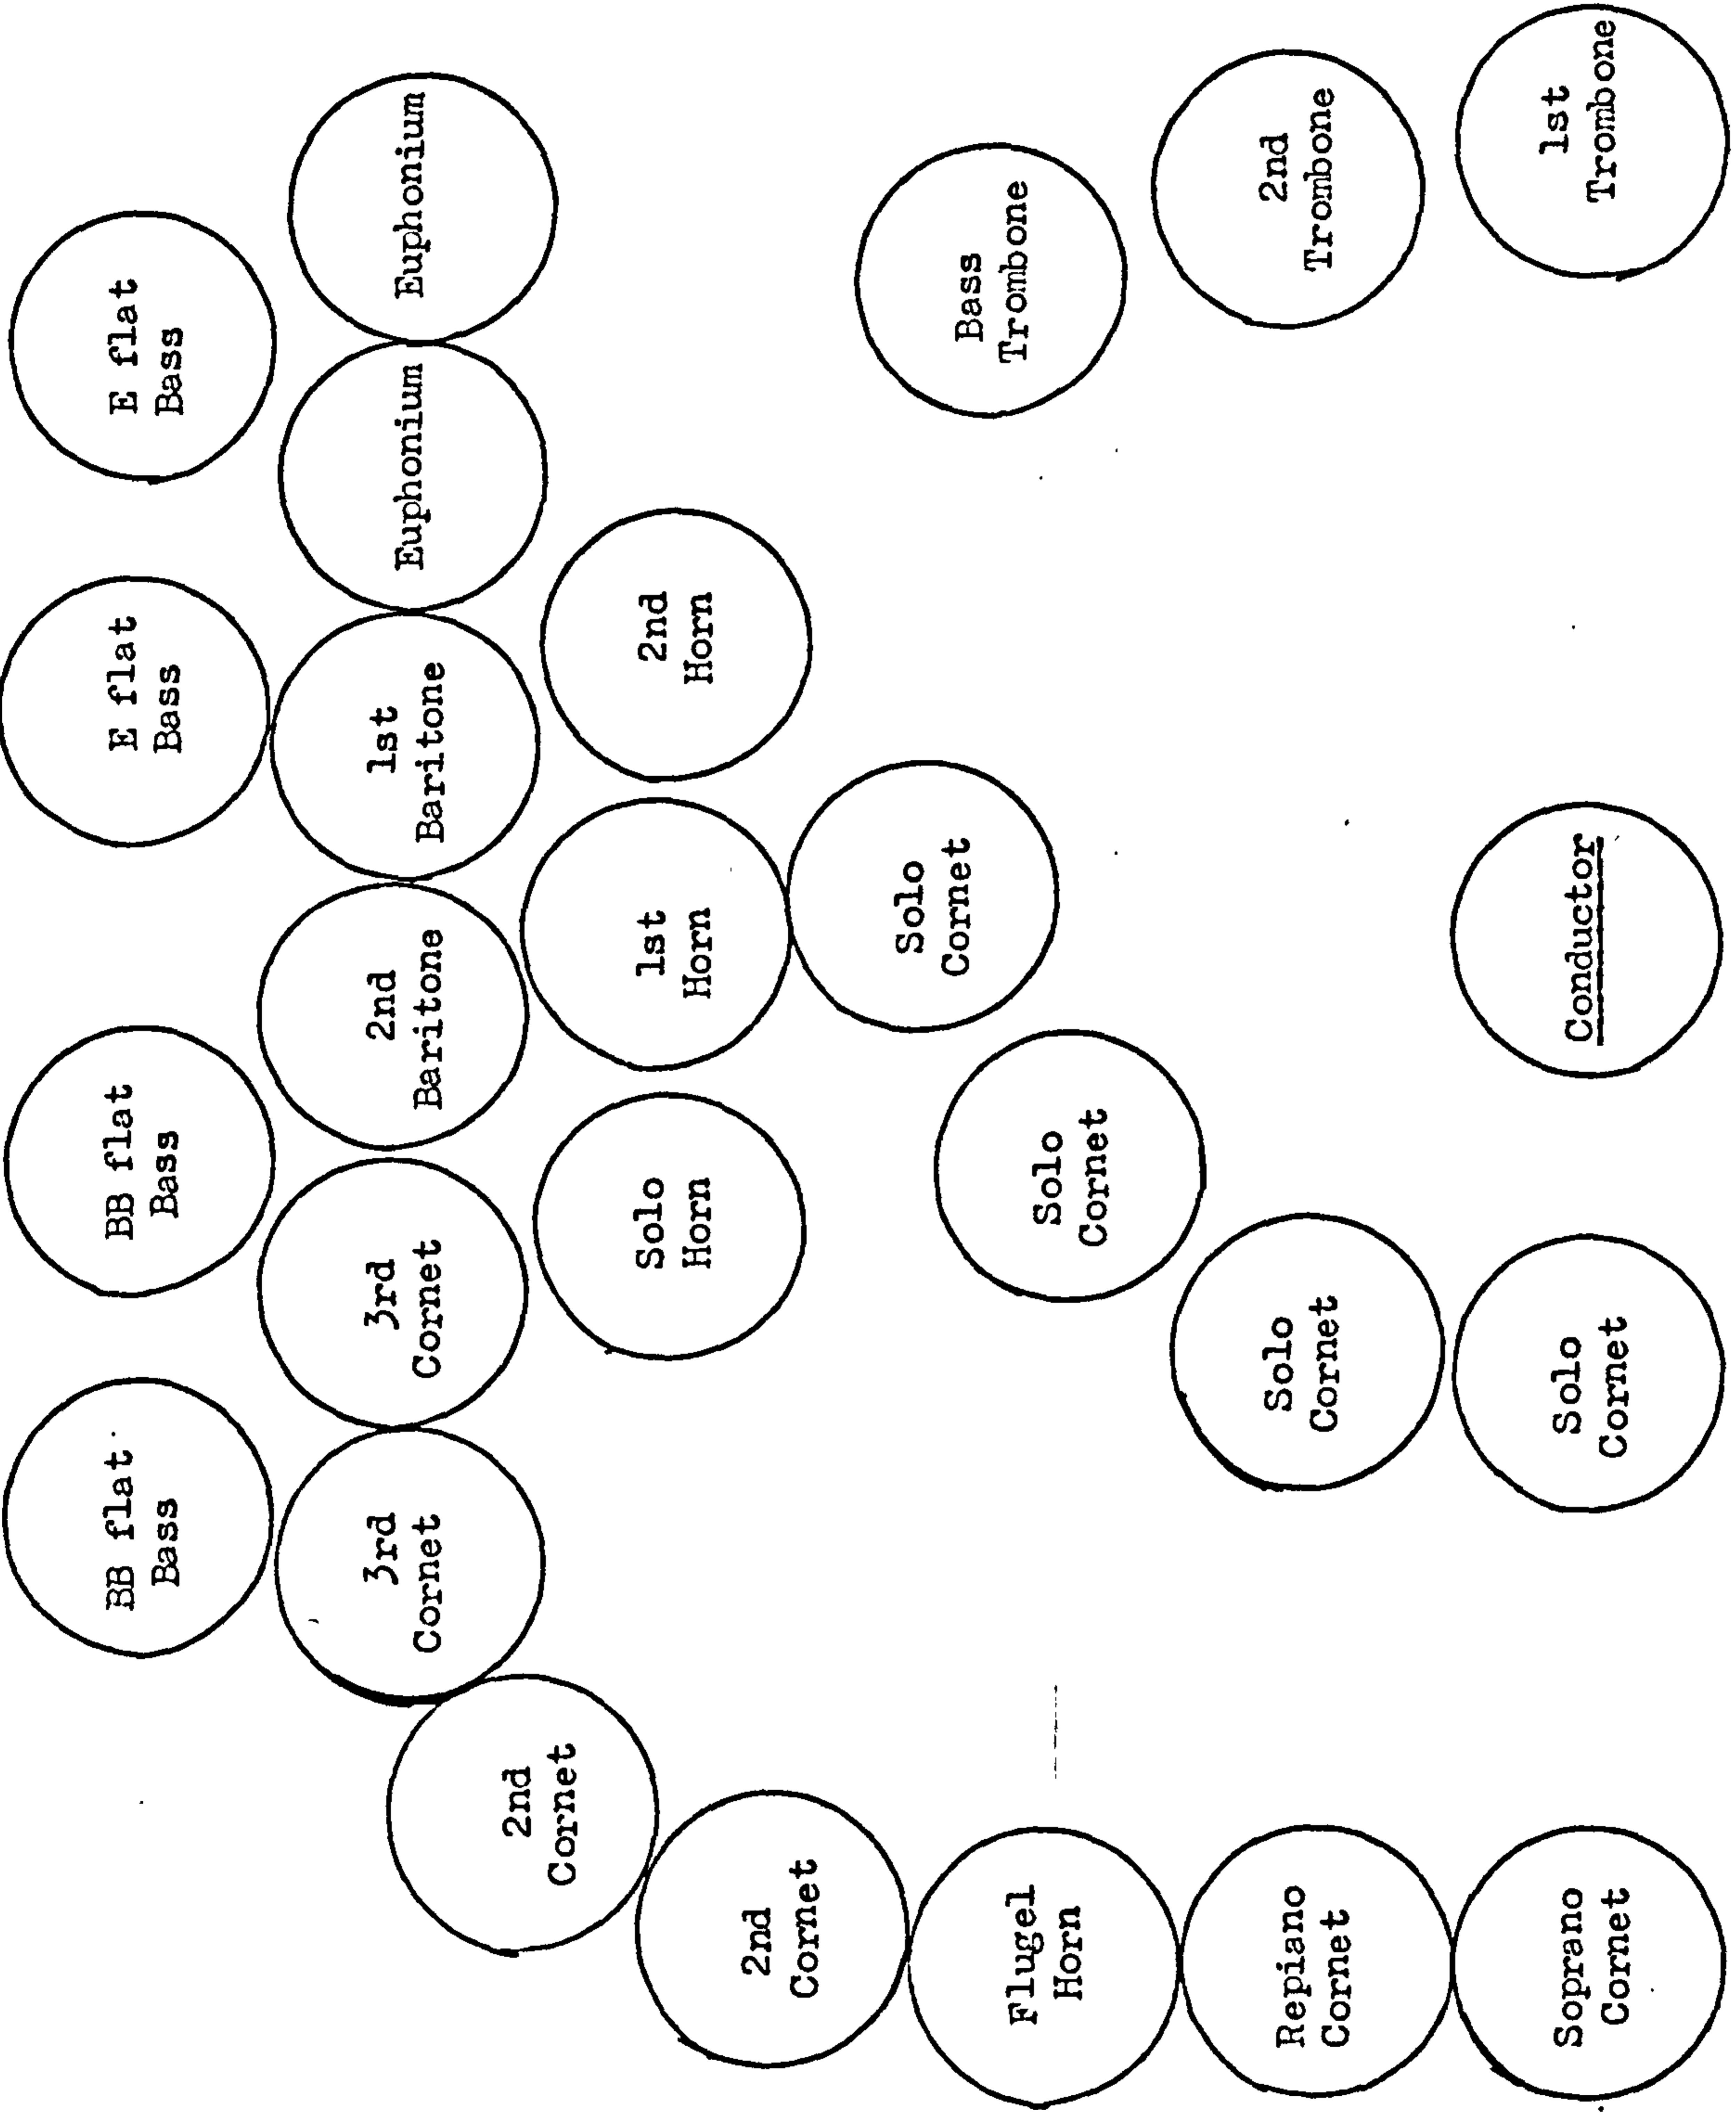 BB flat
Bass
BB flat
Bass
E flat
Bass
E flat
Bass
3rd
Cornet
3rd
Cornet
2nd
Baritone
1st
Baritone
Euphonium
Euphonium
2nd
Cornet
Solo
Horn
1st
Horn
2nd
Horn
2nd
Cornet
Solo
Cornet
Flugel
Horn
Solo
Cornet
Bass
Trombone
Repiano
Cornet
Solo
Cornet
2nd
Trombone
Soprano
Cornet
Solo
Cornet
Conductor
1st
Trombone